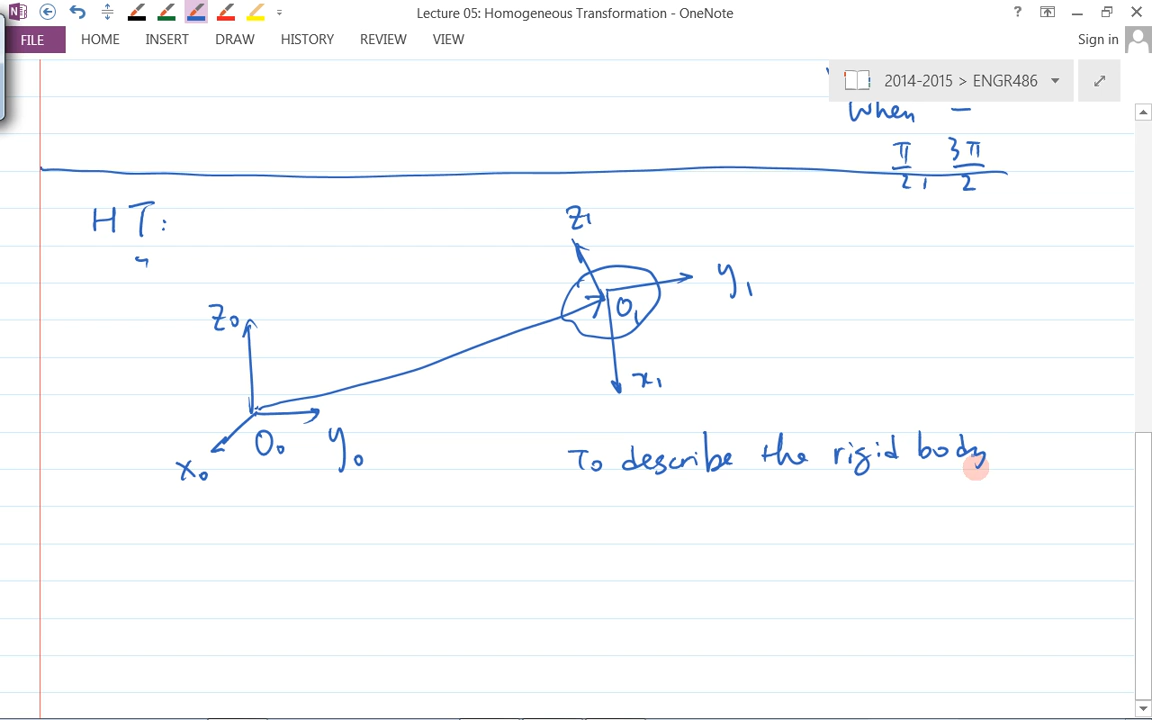 Lecture 05: Homogeneous Transformation - OneNote
?
FILE HOME INSERT DRAW HISTORY REVIEW VIEW
Sign in
2014-2015 > ENGR486
When -
π/2, 3π/2
HT:
z₁
y₁
O₁
x₁
z₀
O₀
y₀
x₀
To describe the rigid body